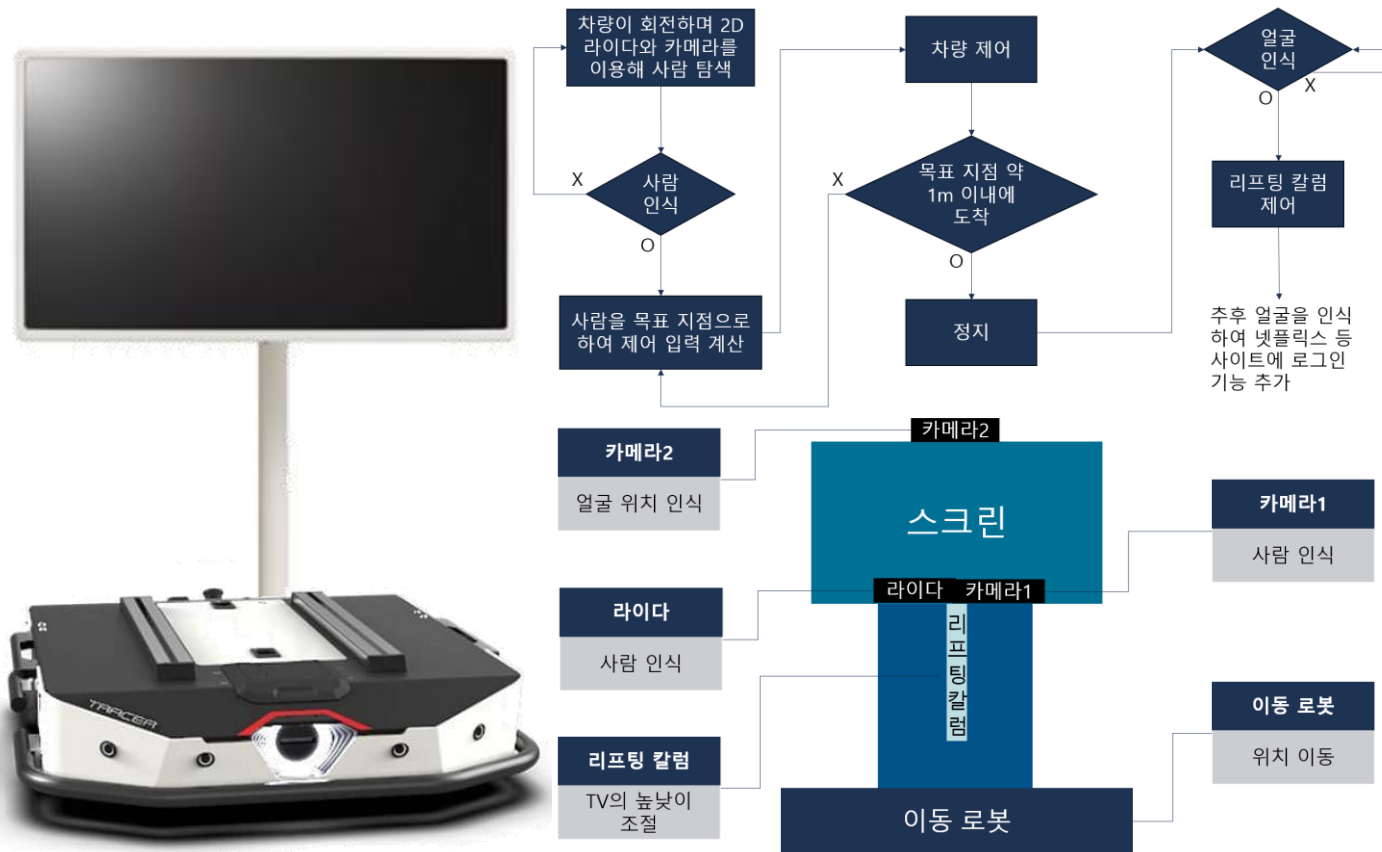 차량이 회전하며 2D
라이다와 카메라를
이용해 사람 탐색
사람
인식
X
O
사람을 목표 지점으로
하여 제어 입력 계산
차량 제어
목표 지점 약
1m 이내에
도착
X
O
정지
얼굴
인식
X
O
리프팅 칼럼
제어
추후 얼굴을 인식
하여 넷플릭스 등
사이트에 로그인
기능 추가
TRACER
카메라2
얼굴 위치 인식
라이다
사람 인식
리프팅 칼럼
TV의 높낮이
조절
카메라2
스크린
라이다
카메라1
리프팅칼럼
이동 로봇
카메라1
사람 인식
이동 로봇
위치 이동